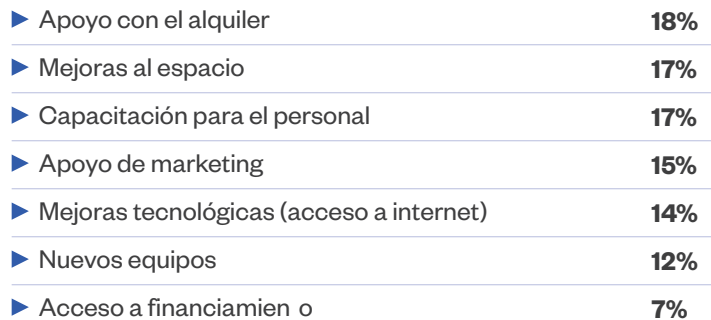 ▶ Apoyo con el alquiler 18%
▶ Mejoras al espacio 17%
▶ Capacitación para el personal 17%
▶ Apoyo de marketing 15%
▶ Mejoras tecnológicas (acceso a internet) 14%
▶ Nuevos equipos 12%
▶ Acceso a financiamien o 7%